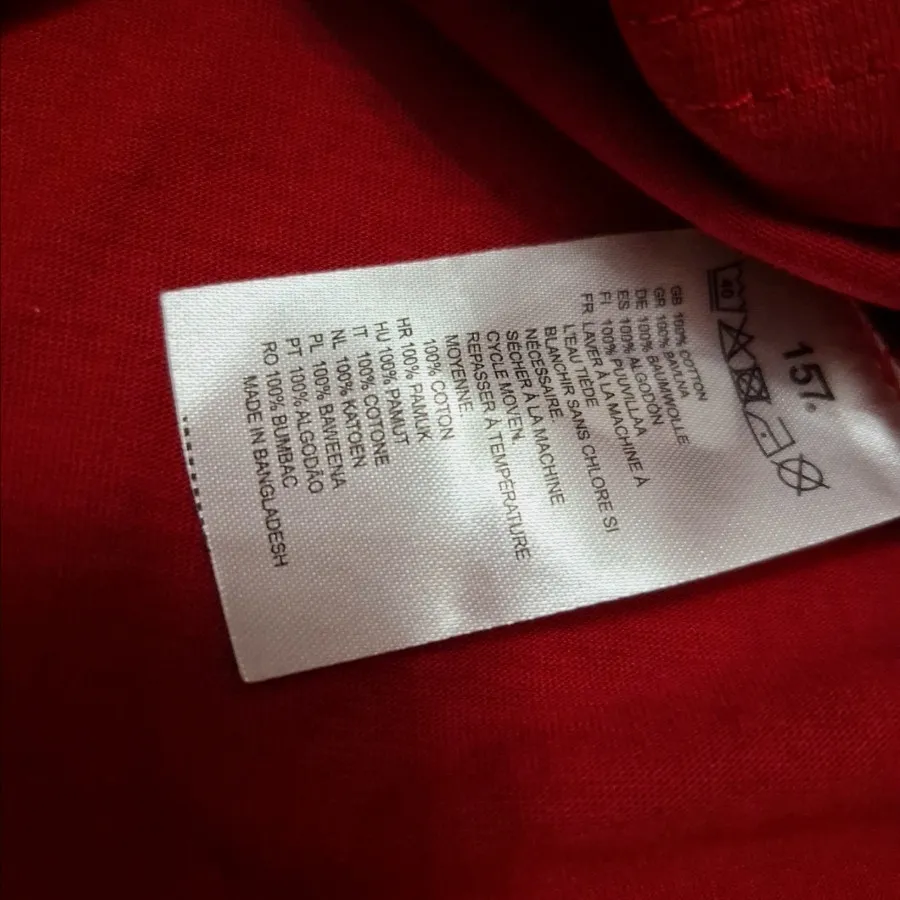 157.
40
GB 100% COTTON
GR 100% BAMVAKI
DE 100% BAUMWOLLE
ES 100% ALGODÓN
FI 100% PUUVILLAA
FR LAVER À LA MACHINE À
L'EAU TIÈDE
BLANCHIR SANS CHLORE SI
NÉCESSAIRE.
SÉCHER À LA MACHINE
CYCLE MOVEN.
REPASSER À TEMPÉRATURE
MOYENNE.
100% COTON
HR 100% PAMUK
HU 100% PAMUT
IT 100% COTONE
NL 100% KATOEN
PL 100% BAWEENA
PT 100% ALGODÃO
RO 100% BUMBAC
MADE IN BANGLADESH